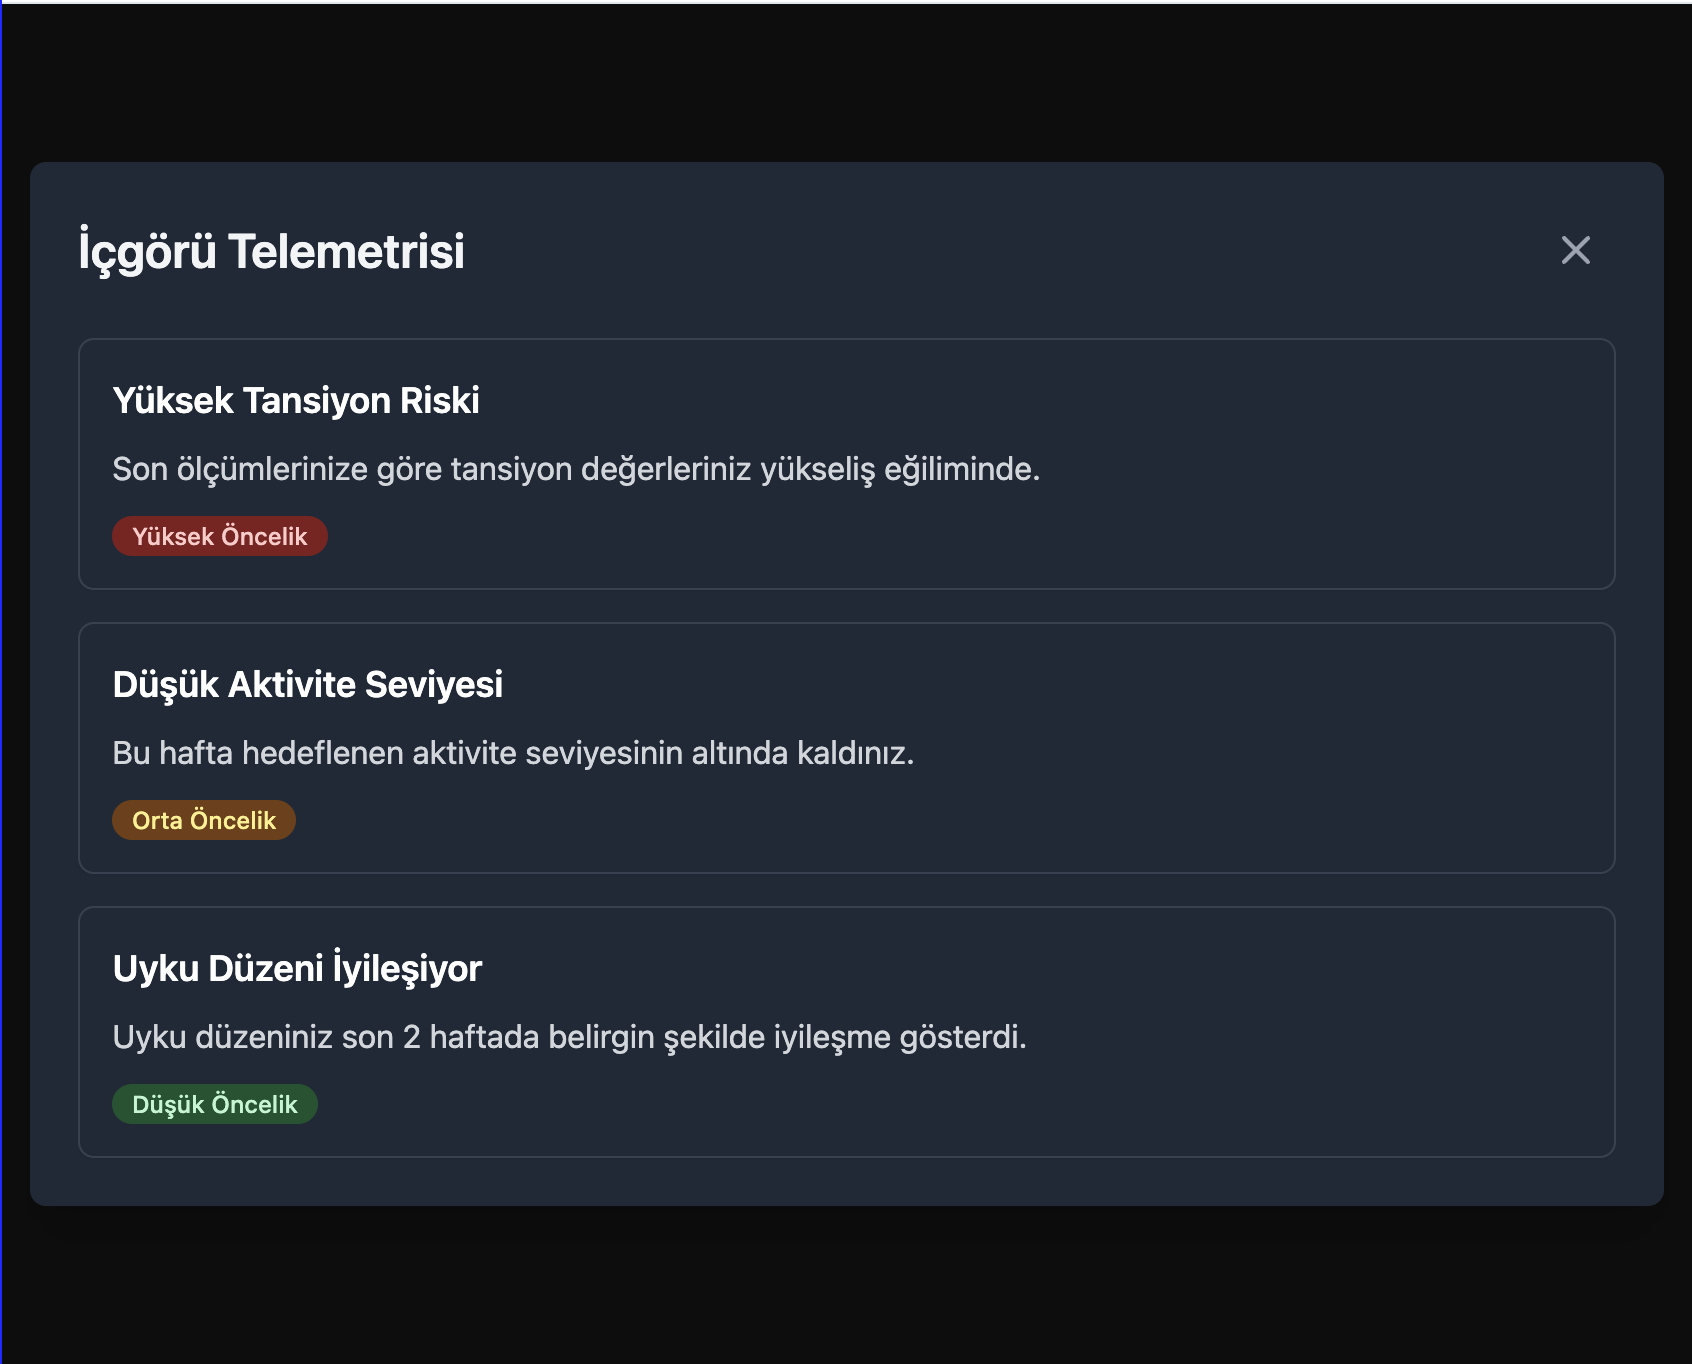 İçgörü Telemetrisi
Yüksek Tansiyon Riski
Son ölçümlerinize göre tansiyon değerleriniz yükseliş eğiliminde.
Yüksek Öncelik
Düşük Aktivite Seviyesi
Bu hafta hedeflenen aktivite seviyesinin altında kaldınız.
Orta Öncelik
Uyku Düzeni İyileşiyor
Uyku düzeniniz son 2 haftada belirgin şekilde iyileşme gösterdi.
Düşük Öncelik